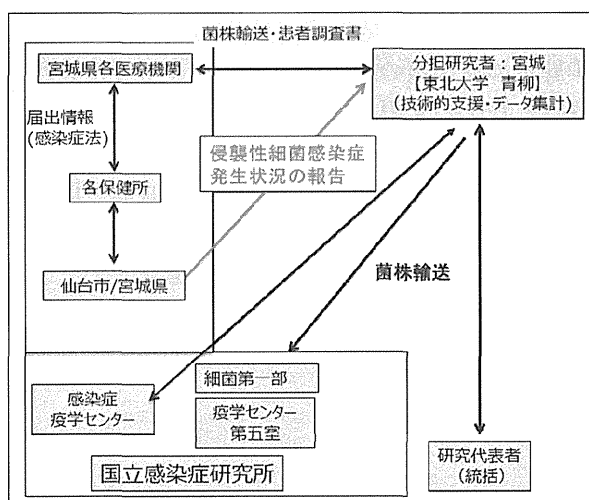 菌株輸送・患者調査書
宮城県各医療機関
分担研究者：宮城
【東北大学 青柳】
(技術的支援・データ集計)
届出情報
(感染症法)
侵襲性細菌感染症
発生状況の報告
各保健所
仙台市/宮城県
菌株輸送
細菌第一部
感染症
疫学センター
疫学センター
第五室
国立感染症研究所
研究代表者
(統括)